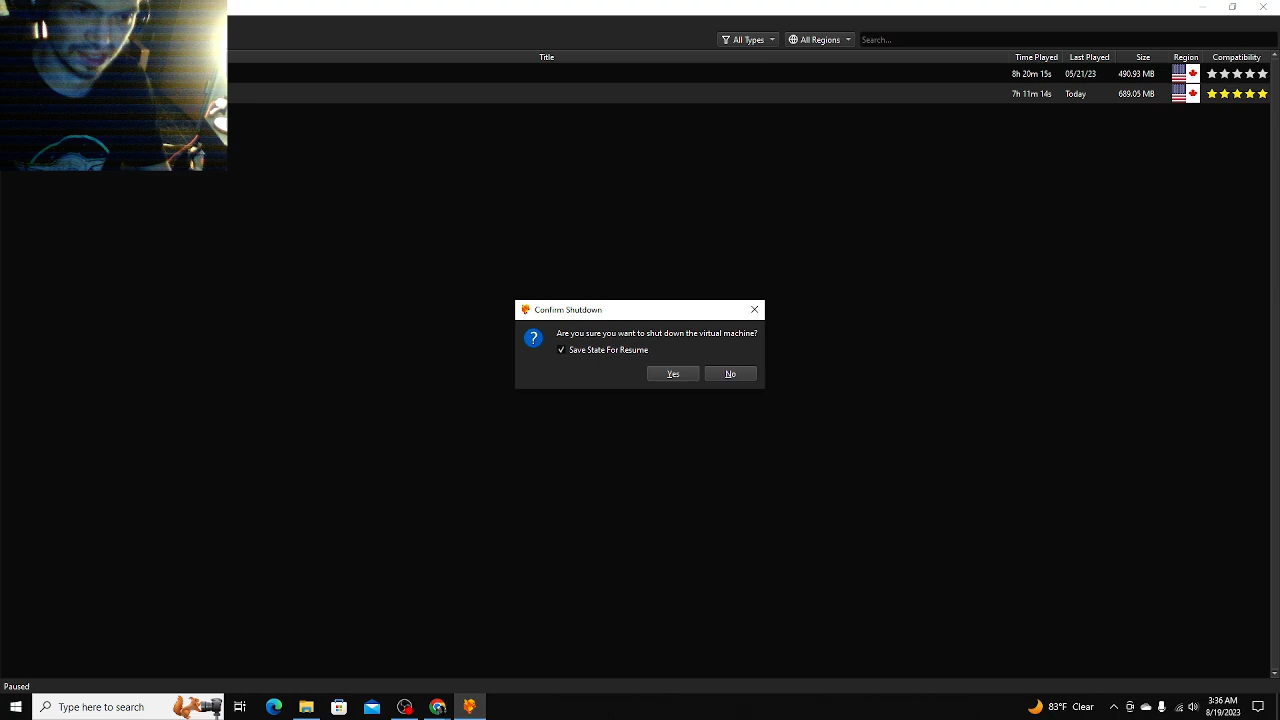 All Types
All Regions
Search...
Title
Time Played
Last Played
Size
Region
Compatibility
8h 20m 15s
05/21/23
490.93 MB
7h 11m 14s
Today
689.05 MB
Confirm Shutdown
Are you sure you want to shut down the virtual machine?
Save State For Resume
Yes
No
Paused
Type here to search
88°F Clear
3:36 AM
8/19/2023